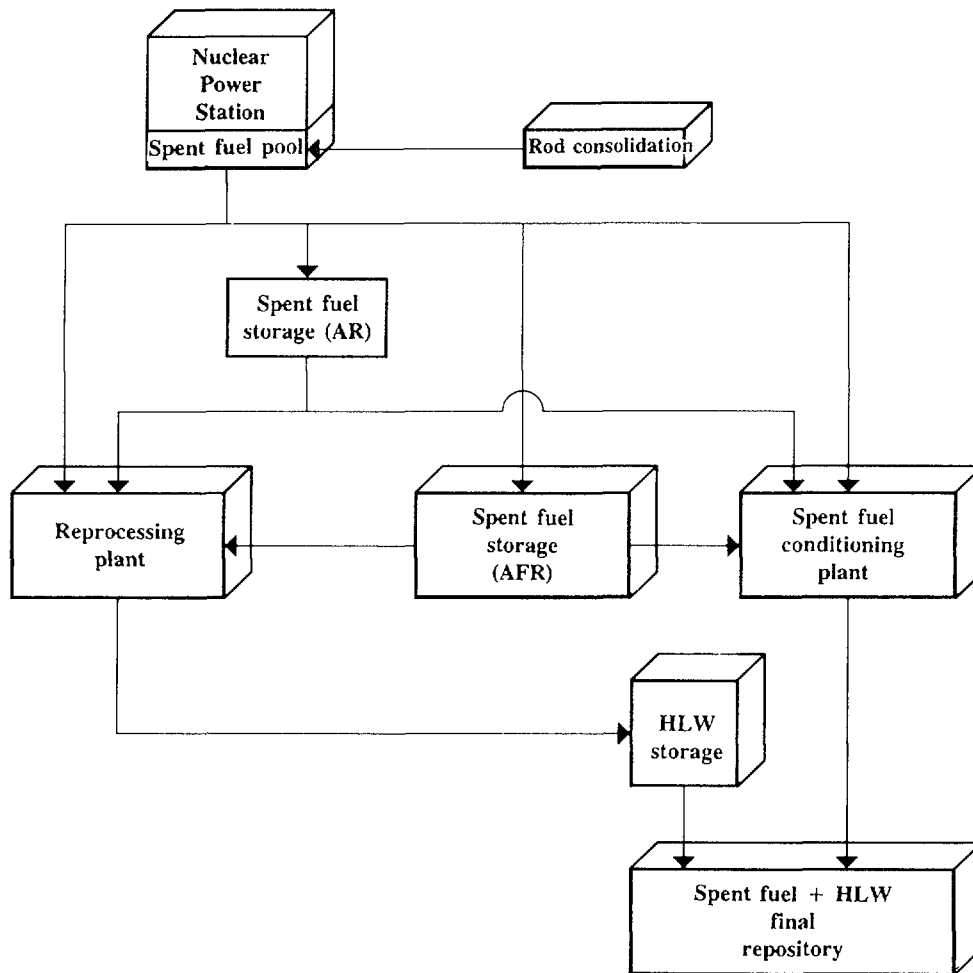 Nuclear
Power
Station
Spent fuel pool
Rod consolidation
Spent fuel
storage (AR)
Reprocessing
plant
Spent fuel
storage
(AFR)
Spent fuel
conditioning
plant
HLW
storage
Spent fuel + HLW
final
repository